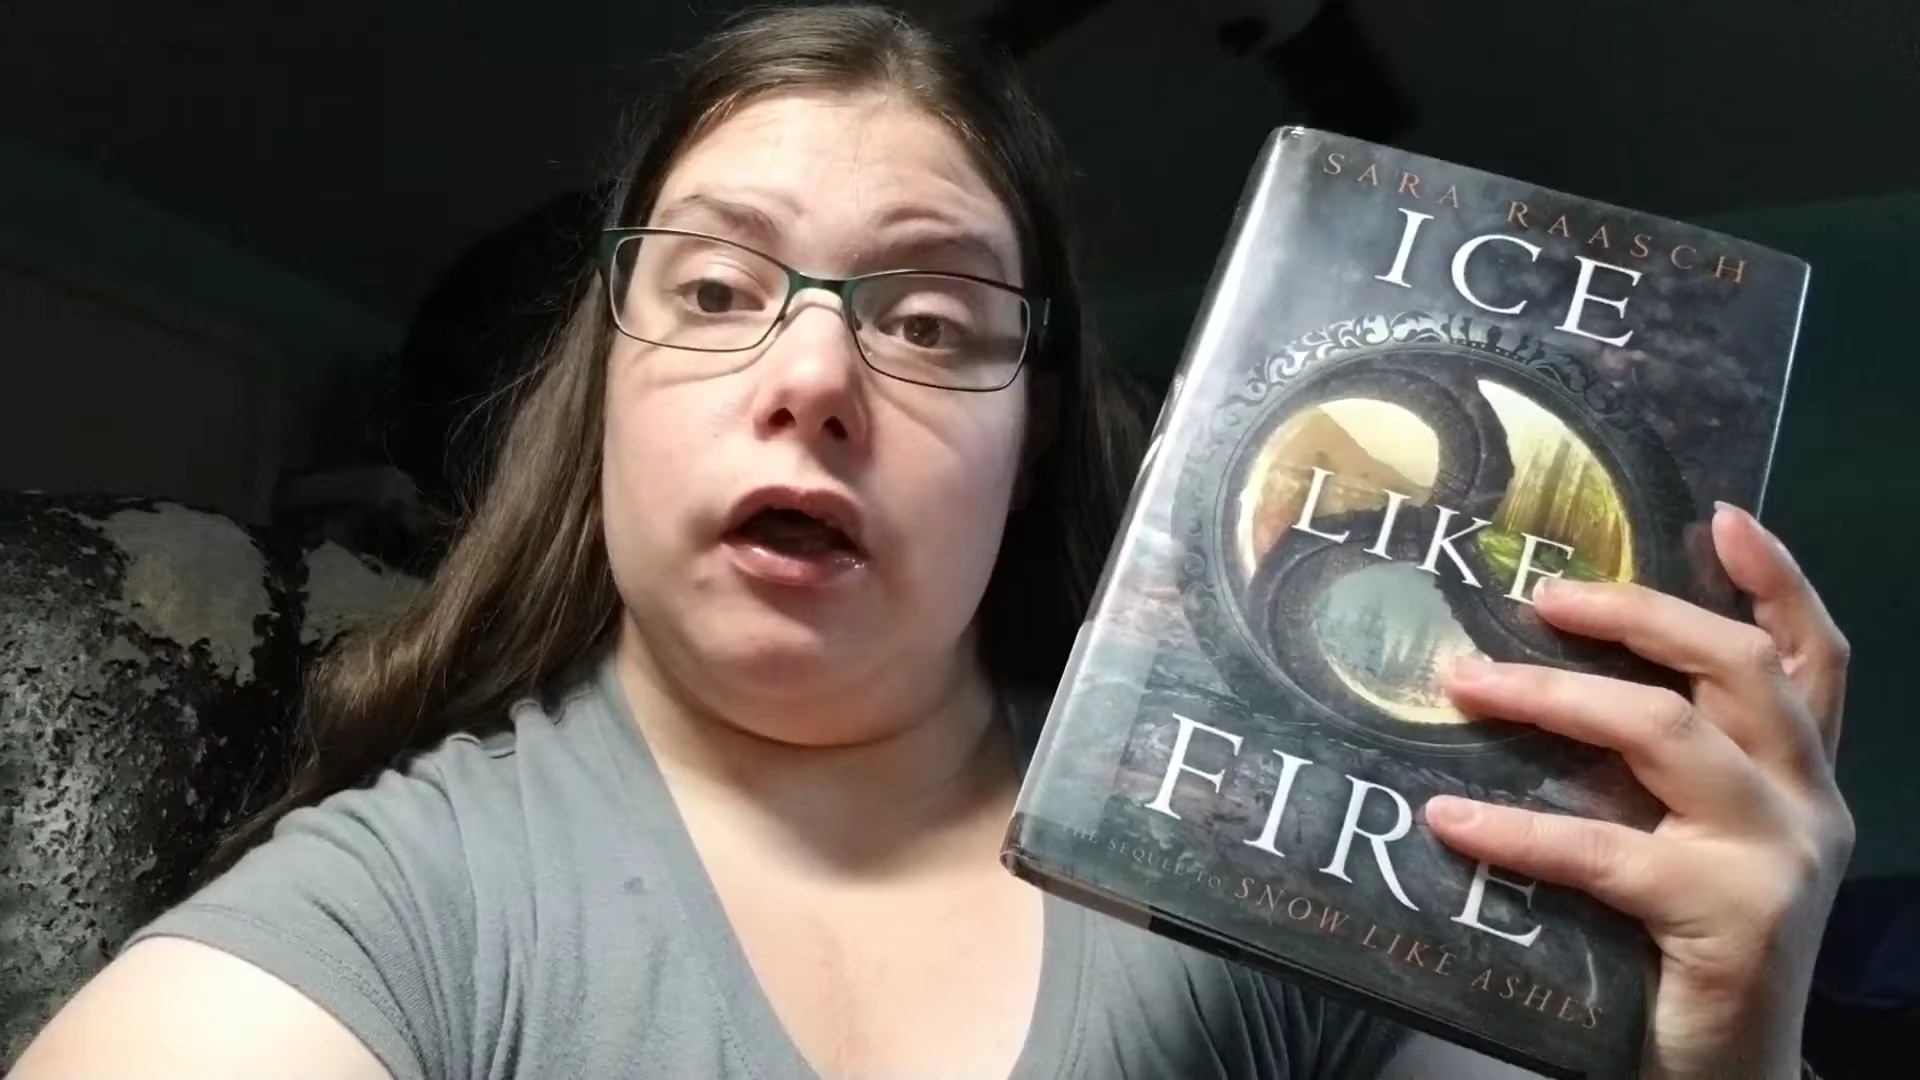 SARA RAASCH
ICE
LIKE
FIRE
THE SEQUEL TO SNOW LIKE ASHES